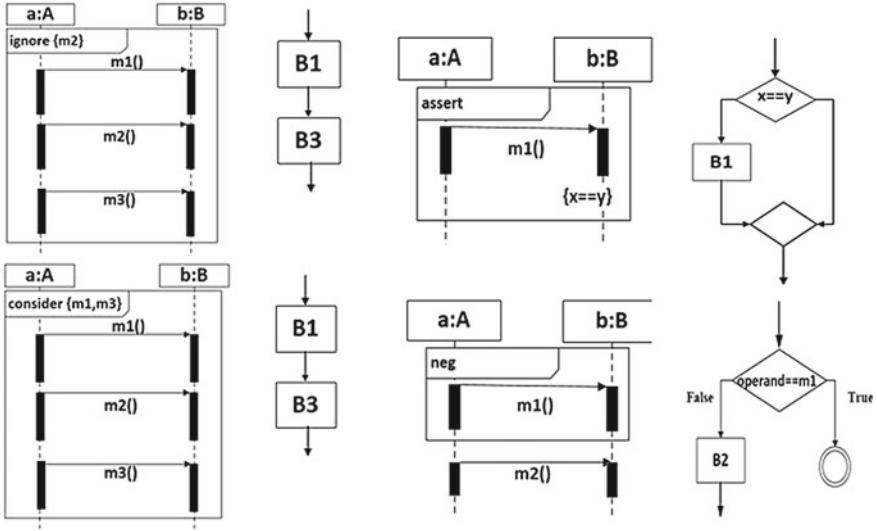 a:A
b:B
ignore {m2}
m1()
m2()
m3()
B1
B3
a:A
b:B
assert
m1()
{x==y}
x==y
B1
a:A
b:B
consider {m1,m3}
m1()
m2()
m3()
B1
B3
a:A
b:B
neg
m1()
m2()
operand==m1
False
True
B2